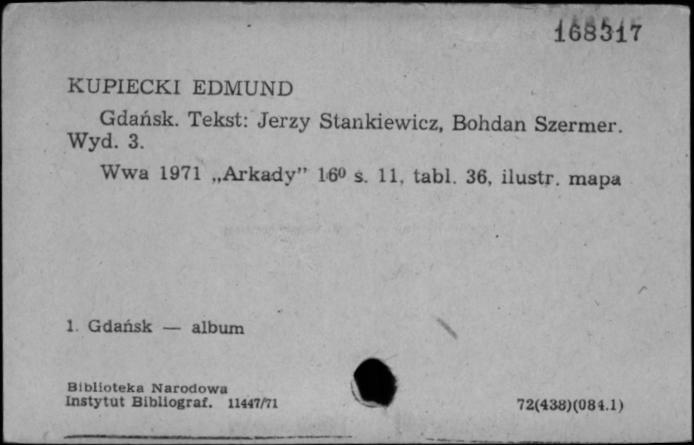 168317
KUPIECKI EDMUND
Gdańsk. Tekst: Jerzy Stankiewicz, Bohdan Szermer.
Wyd. 3.
Wwa 1971 „Arkady” 16⁰ s. 11, tabl. 36, ilustr. mapa
1. Gdańsk — album
Biblioteka Narodowa
Instytut Bibliograf. 11447/71
72(438)(084.1)